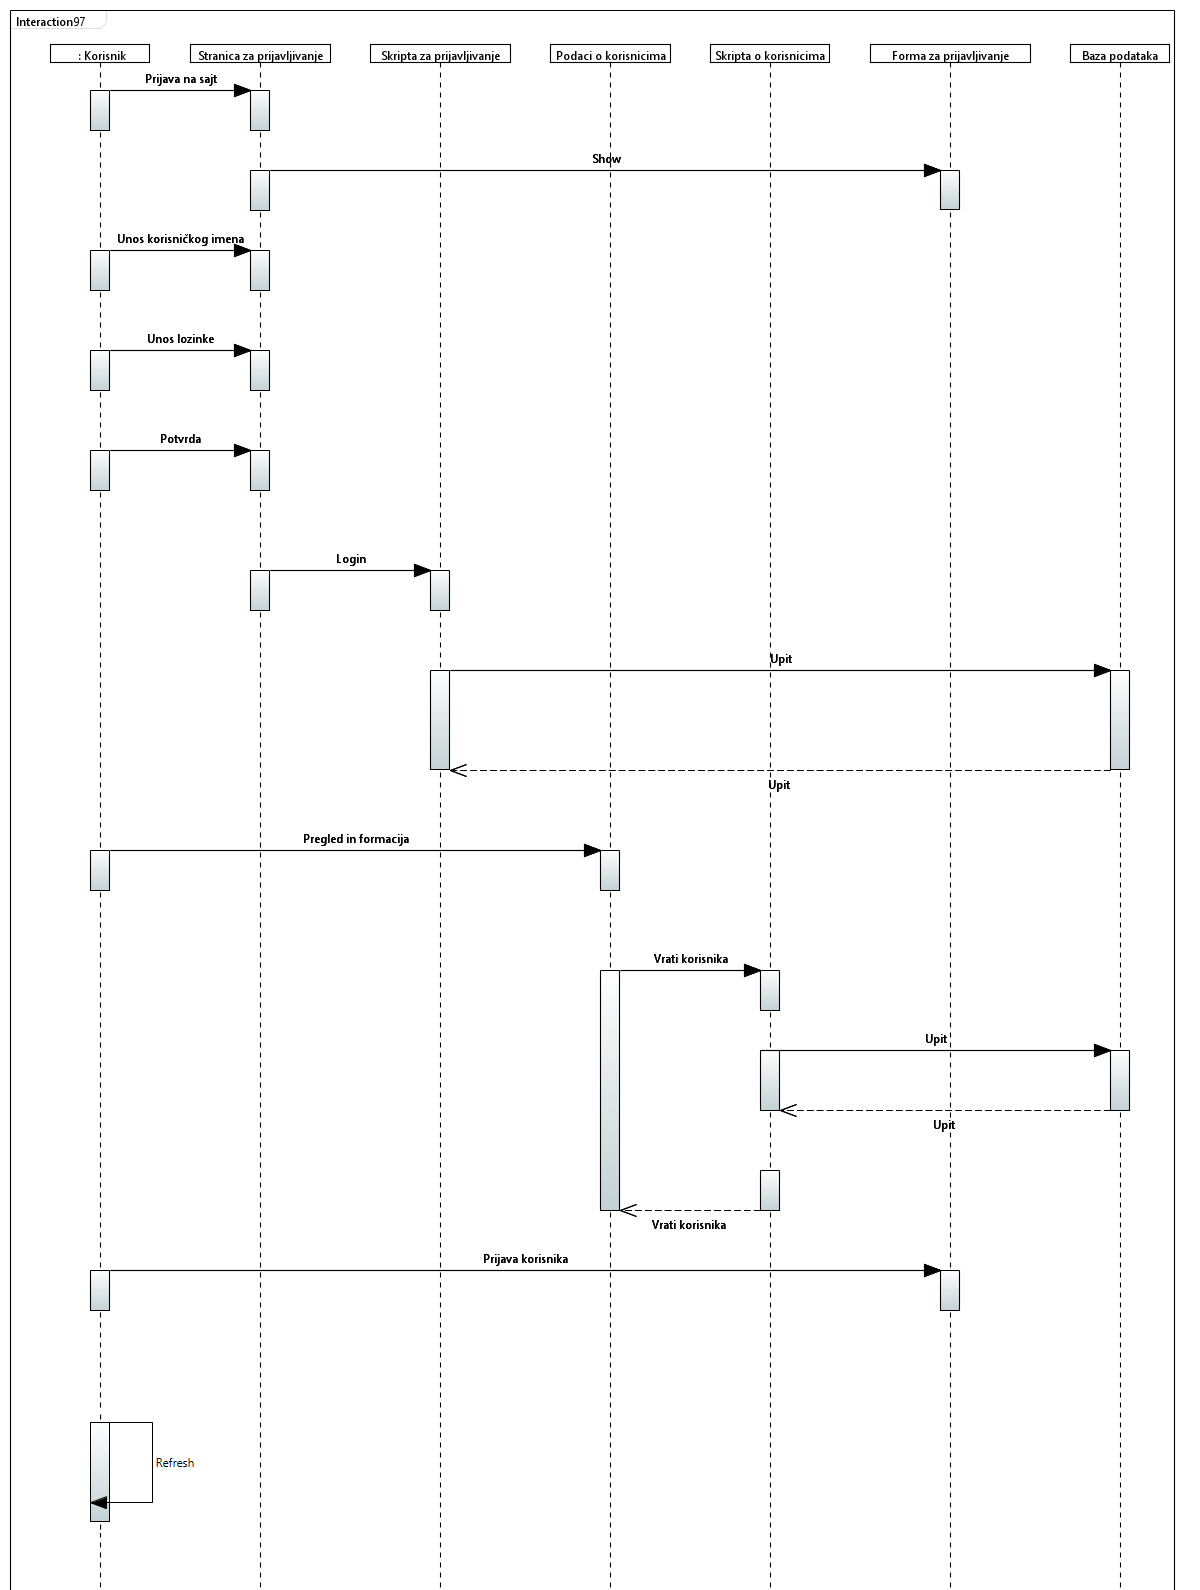 Interaction97
: Korisnik
Stranica za prijavljivanje
Skripta za prijavljivanje
Podaci o korisnicima
Skripta o korisnicima
Forma za prijavljivanje
Baza podataka
Prijava na sajt
Show
Unos korisničkog imena
Unos lozinke
Potvrda
Login
Upit
Upit
Pregled in formacija
Vrati korisnika
Upit
Upit
Vrati korisnika
Prijava korisnika
Refresh